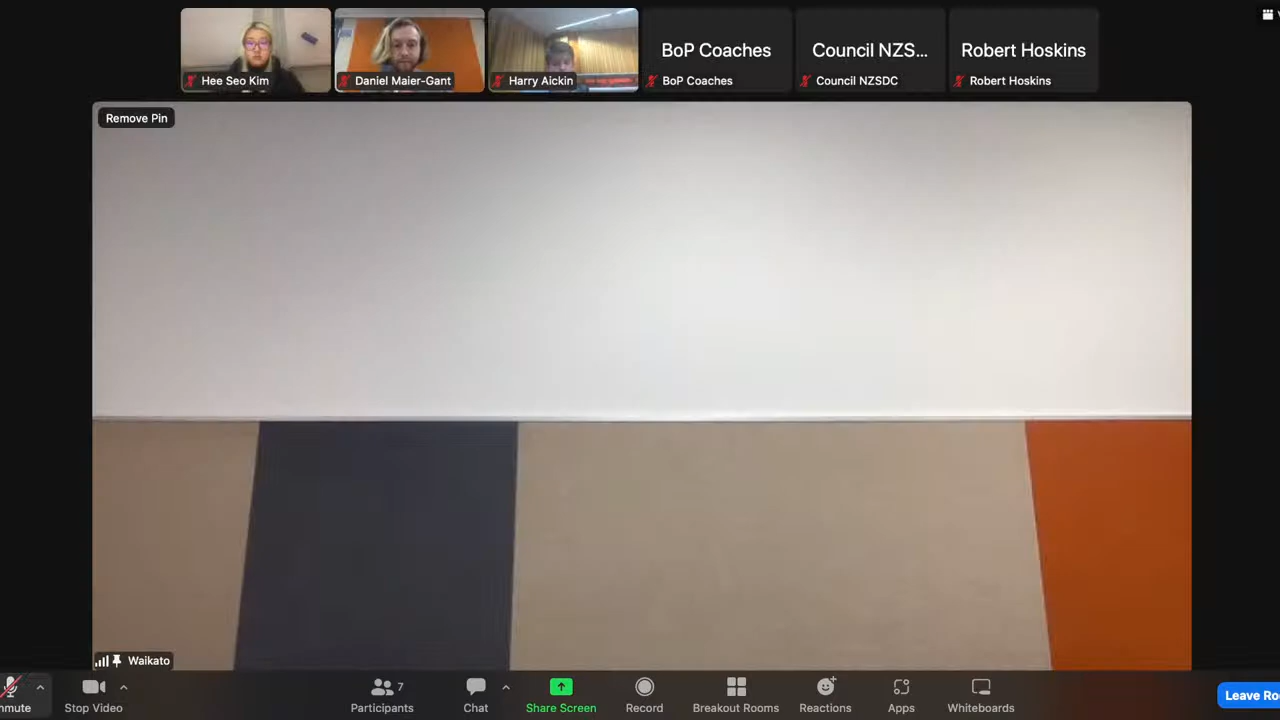 Hee Seo Kim
Daniel Maier-Gant
Harry Aickin
BoP Coaches
BoP Coaches
Council NZS...
Council NZSDC
Robert Hoskins
Robert Hoskins
Remove Pin
Waikato
nmute
Stop Video
Participants
7
Chat
Share Screen
Record
Breakout Rooms
Reactions
Apps
Whiteboards
Leave Ro